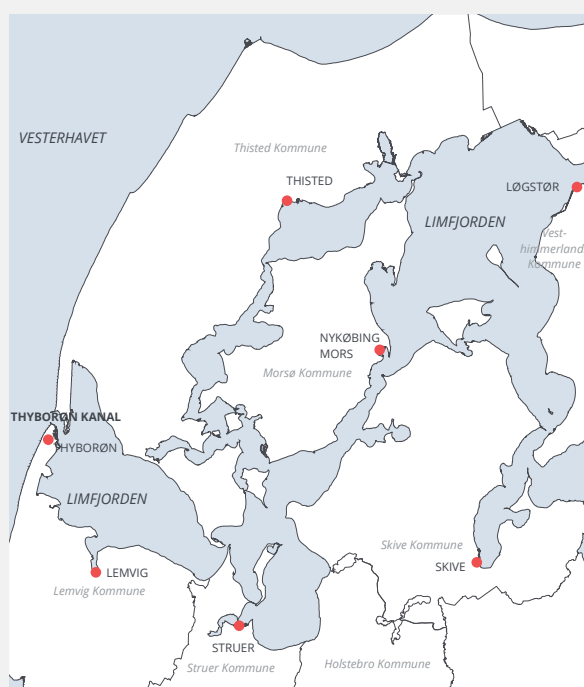 VESTERHAVET
Thisted Kommune
THISTED
LØGSTØR
LIMFJORDEN
Vest-
himmerlands
Kommune
NYKØBING
MORS
Morsø Kommune
THYBORØN KANAL
THYBORØN
LIMFJORDEN
Skive Kommune
SKIVE
LEMVIG
Lemvig Kommune
STRUER
Struer Kommune
Holstebro Kommune